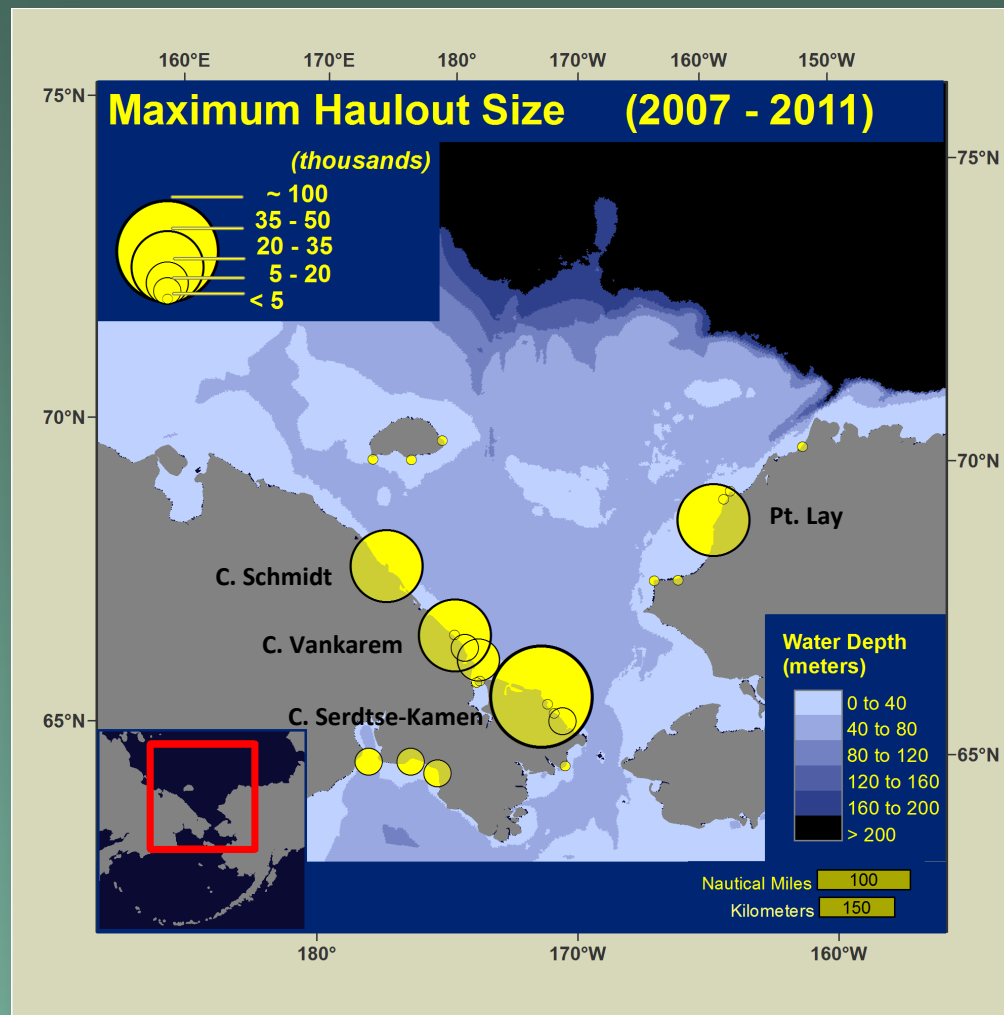 160°E 170°E 180° 170°W 160°W 150°W
75°N
Maximum Haulout Size (2007 - 2011)
(thousands)
75°N
~ 100
35 - 50
20 - 35
5 - 20
< 5
70°N
70°N
Pt. Lay
C. Schmidt
C. Vankarem
Water Depth
(meters)
0 to 40
65°N
C. Serdtse-Kamen
40 to 80
80 to 120
65°N
120 to 160
160 to 200
> 200
Nautical Miles 100
Kilometers 150
180° 170°W 160°W